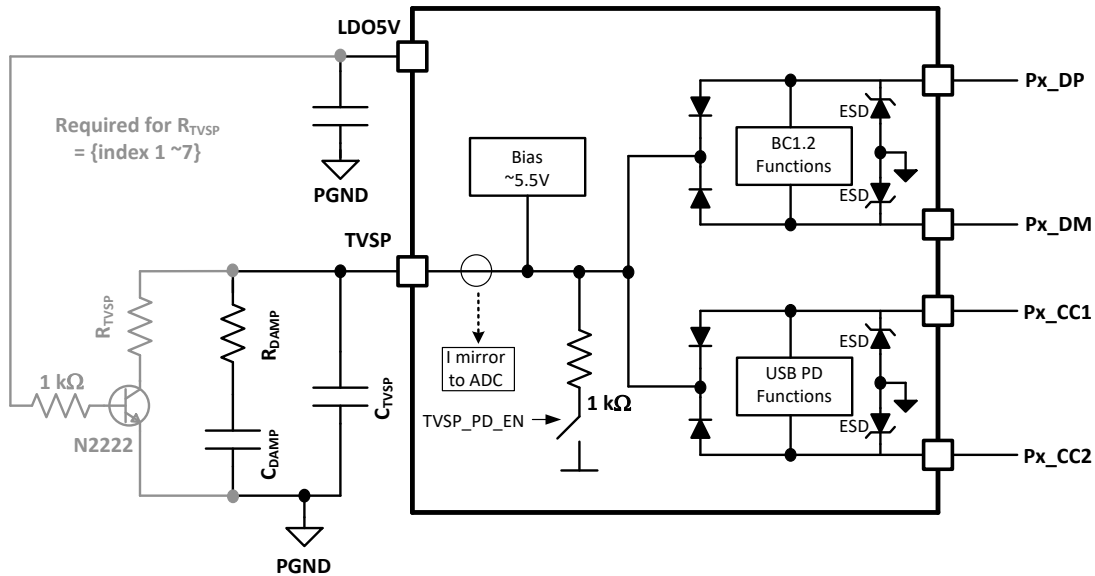 LDO5V
Required for RTVSP
= {index 1 ~7}
PGND
TVSP
RTVSP
RDAMP
CTVSP
CDAMP
1 kΩ
N2222
PGND
Bias
~5.5V
I mirror
to ADC
1 kΩ
TVSP_PD_EN
BC1.2
Functions
ESD
ESD
Px_DP
Px_DM
USB PD
Functions
ESD
ESD
Px_CC1
Px_CC2